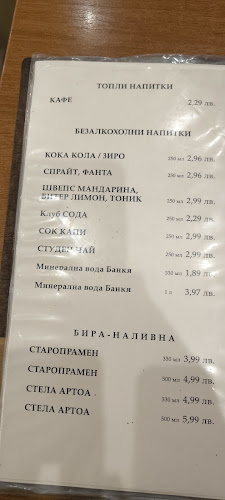 ТОПЛИ НАПИТКИ
КАФЕ 2,29 лв.
БЕЗАЛКОХОЛНИ НАПИТКИ
КОКА КОЛА / ЗИРО 250 мл 2,96 лв.
СПРАЙТ, ФАНТА 250 мл 2,96 лв.
ШВЕПС МАНДАРИНА,
БИТЕР ЛИМОН, ТОНИК 250 мл 2,99 лв.
Клуб СОДА 250 мл 2,29 лв.
СОК КАПИ 250 мл 2,99 лв.
СТУДЕН ЧАЙ 250 мл 2,99 лв.
Минерална вода Банкя 330 мл 1,89 лв.
Минерална вода Банкя 1 л 3,97 лв.
БИРА-НАЛИВНА
СТАРОПРАМЕН 330 мл 3,99 лв.
СТАРОПРАМЕН 500 мл 4,99 лв.
СТЕЛА АРТОА 330 мл 4,99 лв.
СТЕЛА АРТОА 500 мл 5,99 лв.